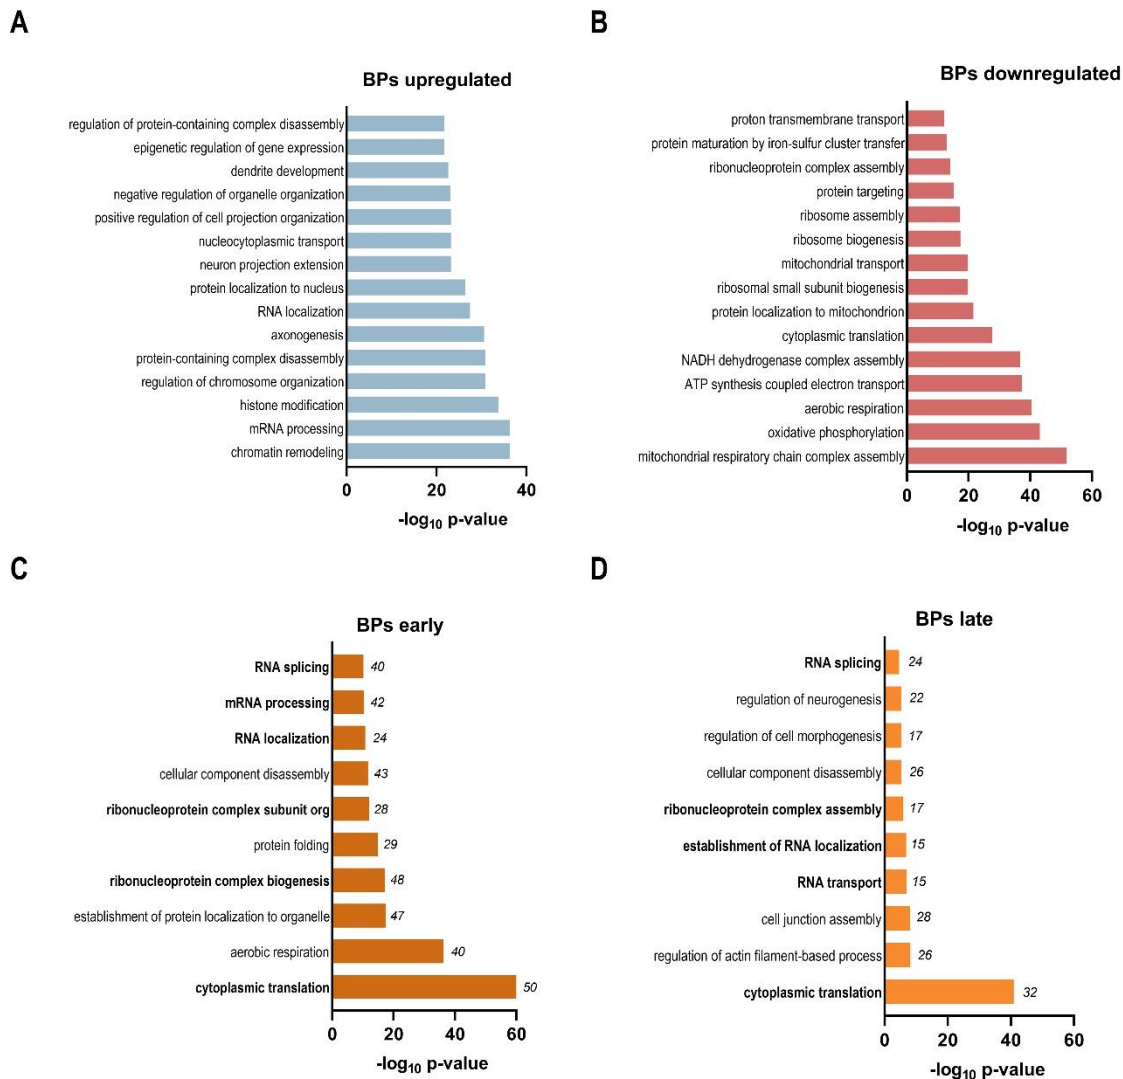 A
BPs upregulated
regulation of protein-containing complex disassembly
epigenetic regulation of gene expression
dendrite development
negative regulation of organelle organization
positive regulation of cell projection organization
nucleocytoplasmic transport
neuron projection extension
protein localization to nucleus
RNA localization
axonogenesis
protein-containing complex disassembly
regulation of chromosome organization
histone modification
mRNA processing
chromatin remodeling
0 20 40
-log10 p-value
B
BPs downregulated
proton transmembrane transport
protein maturation by iron-sulfur cluster transfer
ribonucleoprotein complex assembly
protein targeting
ribosome assembly
ribosome biogenesis
mitochondrial transport
ribosomal small subunit biogenesis
protein localization to mitochondrion
cytoplasmic translation
NADH dehydrogenase complex assembly
ATP synthesis coupled electron transport
aerobic respiration
oxidative phosphorylation
mitochondrial respiratory chain complex assembly
0 20 40 60
-log10 p-value
C
BPs early
RNA splicing 40
mRNA processing 42
RNA localization 24
cellular component disassembly 43
ribonucleoprotein complex subunit org 28
protein folding 29
ribonucleoprotein complex biogenesis 48
establishment of protein localization to organelle 47
aerobic respiration 40
cytoplasmic translation 50
0 20 40 60
-log10 p-value
D
BPs late
RNA splicing 24
regulation of neurogenesis 22
regulation of cell morphogenesis 17
cellular component disassembly 26
ribonucleoprotein complex assembly 17
establishment of RNA localization 15
RNA transport 15
cell junction assembly 28
regulation of actin filament-based process 26
cytoplasmic translation 32
0 20 40 60
-log10 p-value